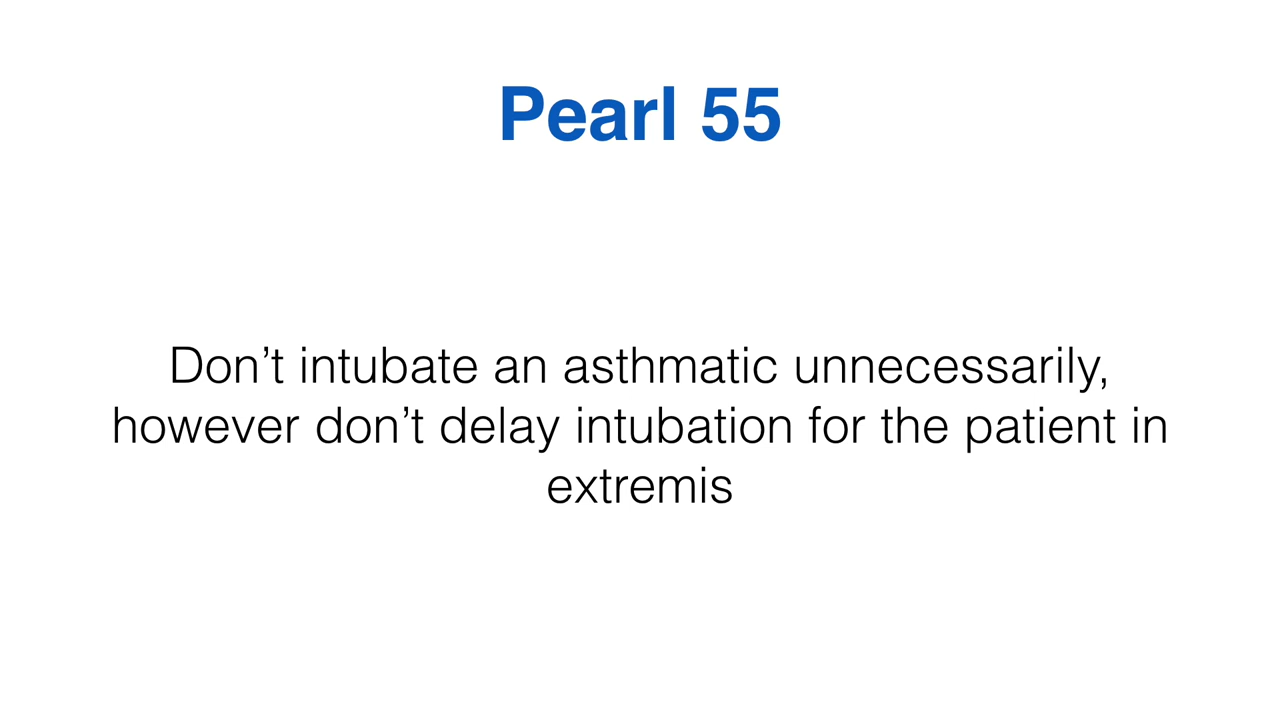 Pearl 55
Don’t intubate an asthmatic unnecessarily,
however don’t delay intubation for the patient in
extremis